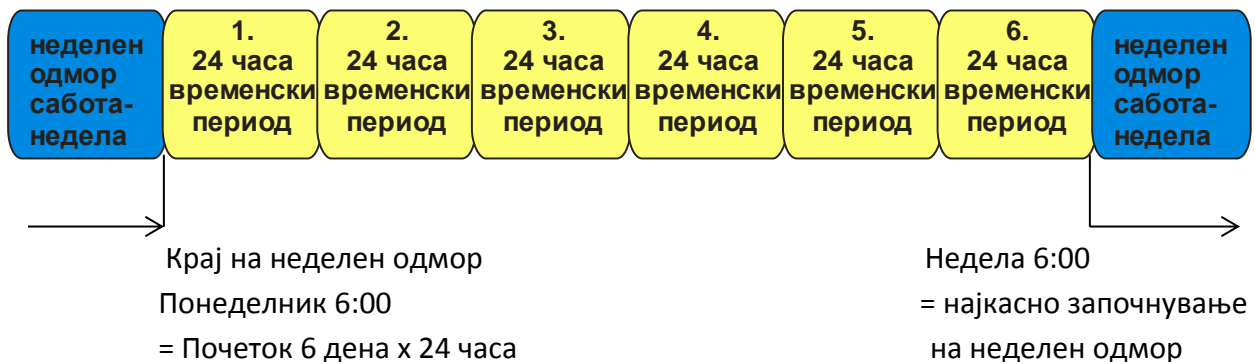 неделен
одмор
сабота-
недела
1.
24 часа
временски
период
2.
24 часа
временски
период
3.
24 часа
временски
период
4.
24 часа
временски
период
5.
24 часа
временски
период
6.
24 часа
временски
период
неделен
одмор
сабота-
недела
Крај на неделен одмор
Понеделник 6:00
= Почеток 6 дена x 24 часа
Недела 6:00
= најкасно започнување
на неделен одмор